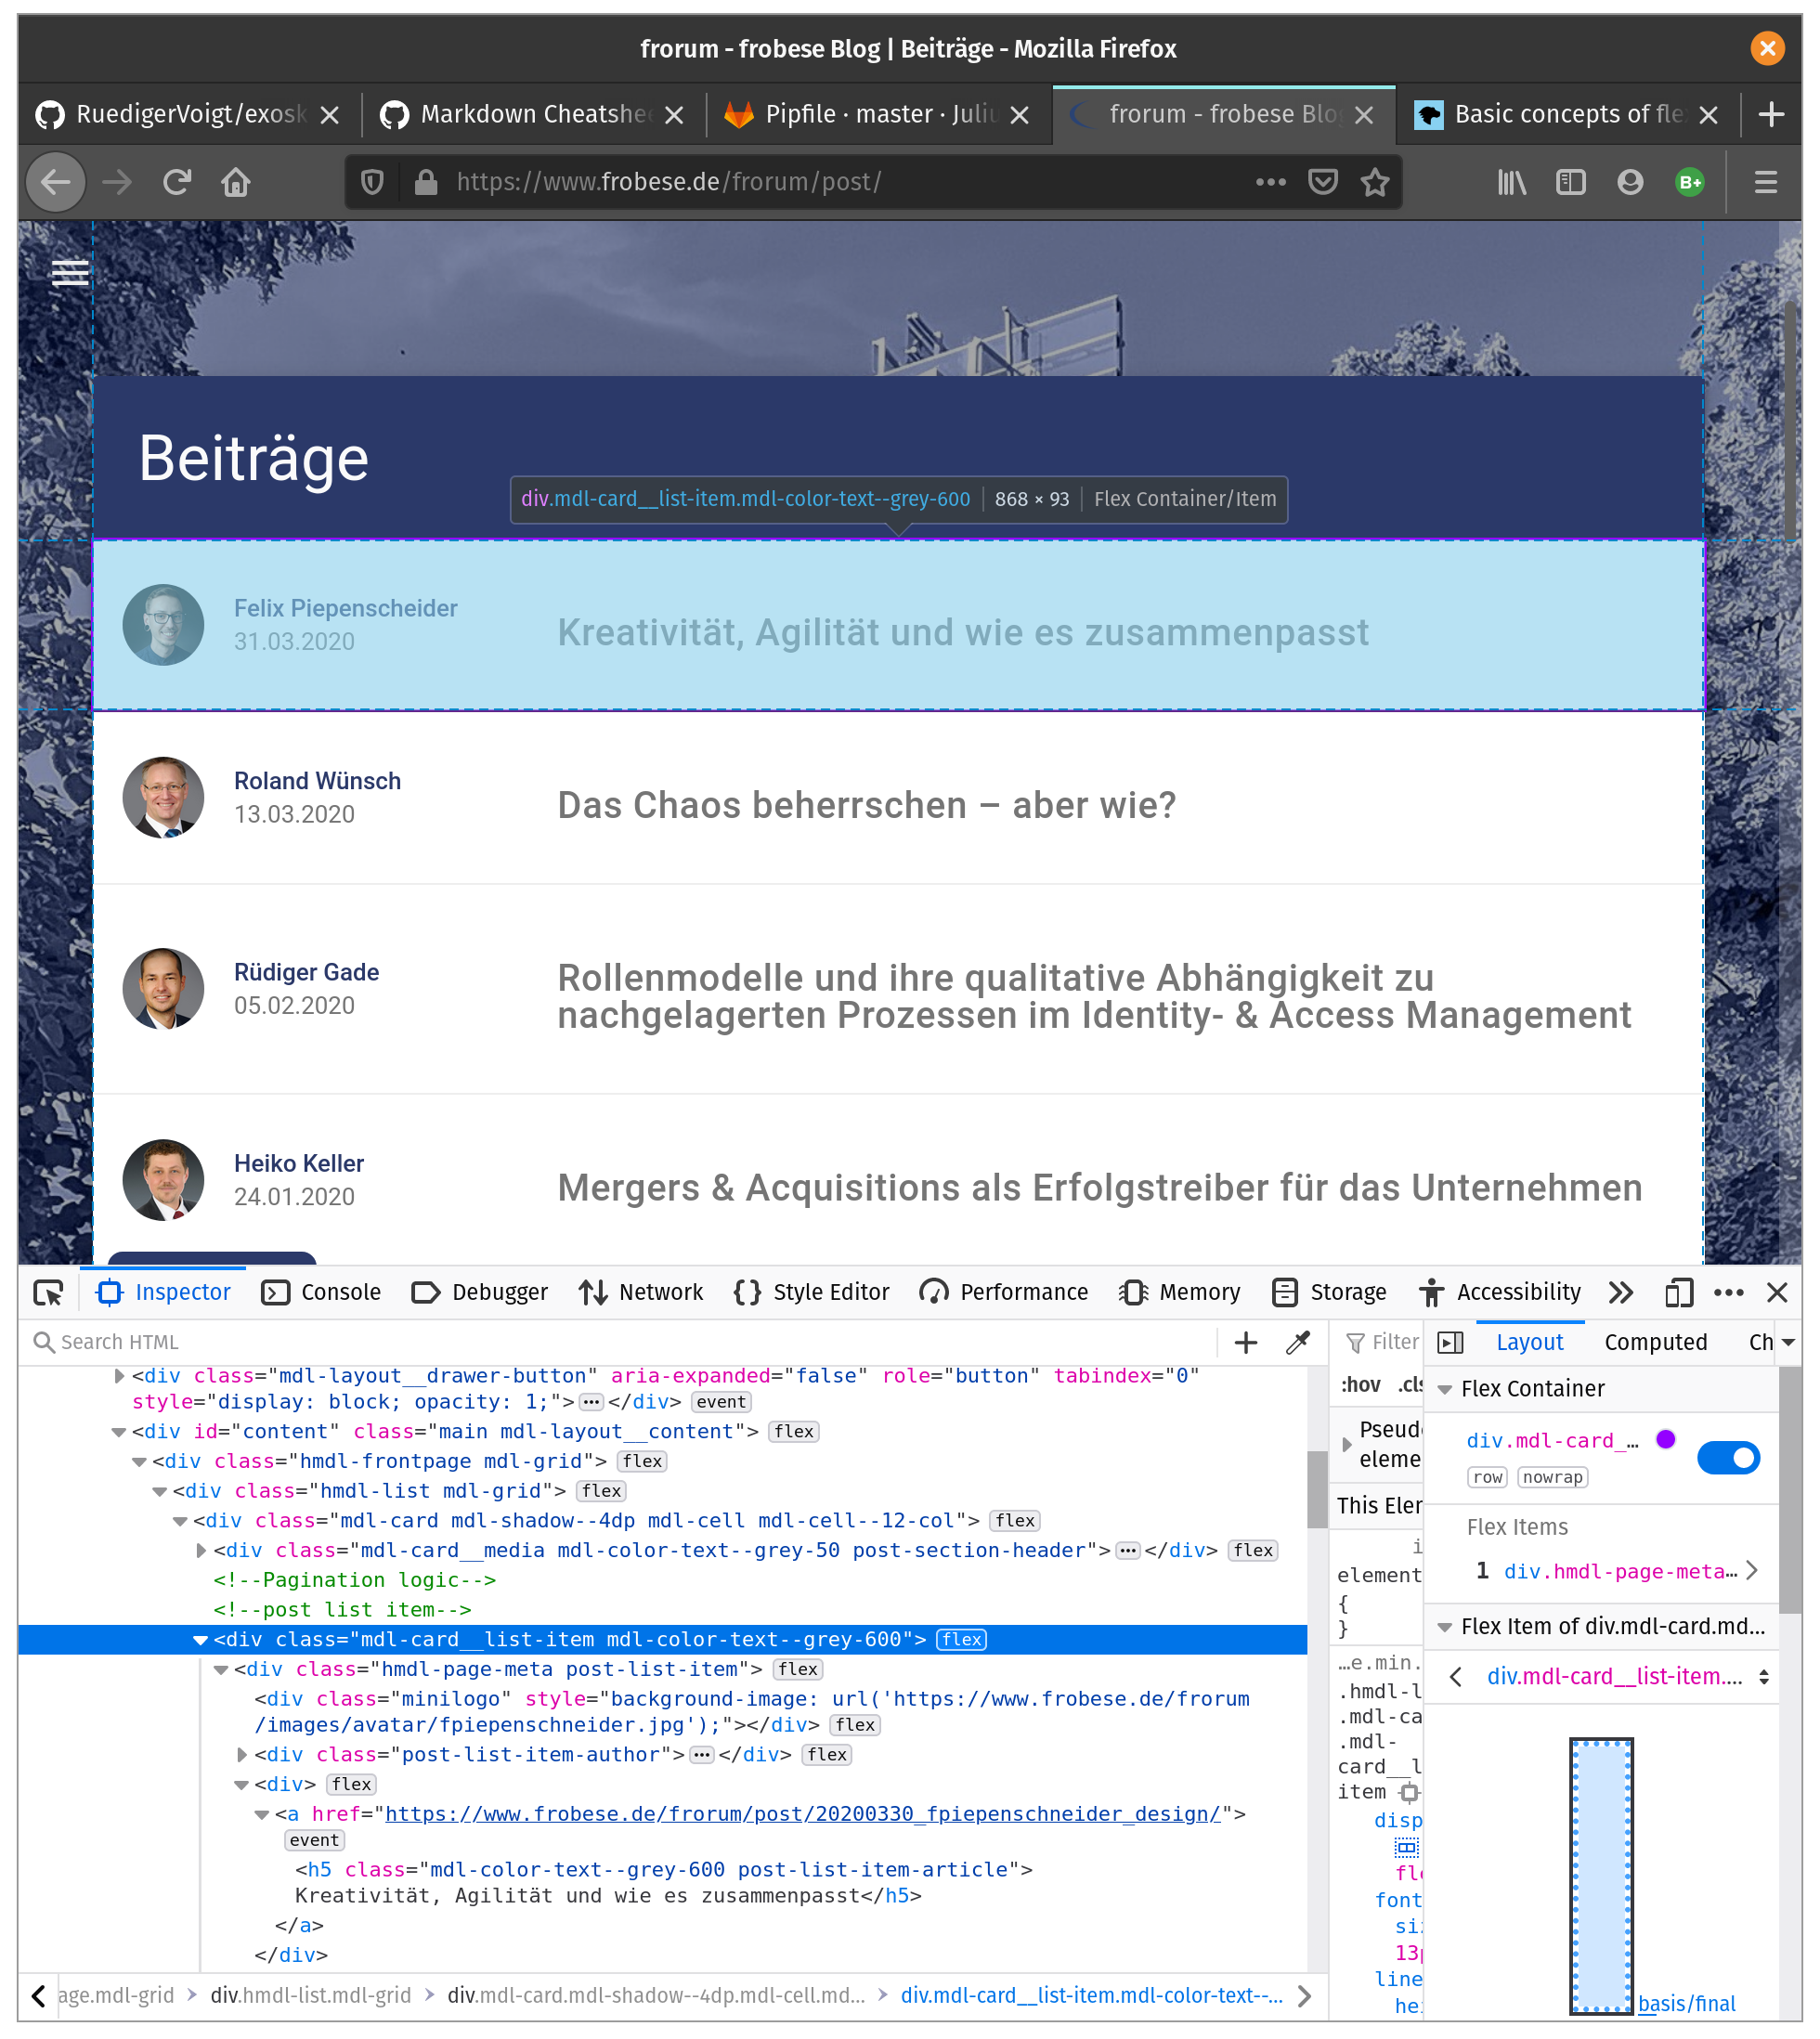 frorum - frobese Blog | Beiträge - Mozilla Firefox
RuedigerVoigt/exosk
Markdown Cheatshee
Pipfile · master · Juliu
frorum - frobese Blog
Basic concepts of fle
https://www.frobese.de/frorum/post/
B+
Beiträge
div.mdl-card__list-item.mdl-color-text--grey-600 868 × 93 Flex Container/Item
Felix Piepenscheider
31.03.2020
Kreativität, Agilität und wie es zusammenpasst
Roland Wünsch
13.03.2020
Das Chaos beherrschen – aber wie?
Rüdiger Gade
05.02.2020
Rollenmodelle und ihre qualitative Abhängigkeit zu
nachgelagerten Prozessen im Identity- & Access Management
Heiko Keller
24.01.2020
Mergers & Acquisitions als Erfolgstreiber für das Unternehmen
Inspector Console Debugger Network Style Editor Performance Memory Storage Accessibility
Search HTML
<div class="mdl-layout__drawer-button" aria-expanded="false" role="button" tabindex="0"
style="display: block; opacity: 1;">…</div> event
<div id="content" class="main mdl-layout__content"> flex
<div class="hmdl-frontpage mdl-grid"> flex
<div class="hmdl-list mdl-grid"> flex
<div class="mdl-card mdl-shadow--4dp mdl-cell mdl-cell--12-col"> flex
<div class="mdl-card__media mdl-color-text--grey-50 post-section-header">…</div> flex
<!--Pagination logic-->
<!--post list item-->
<div class="mdl-card__list-item mdl-color-text--grey-600"> flex
<div class="hmdl-page-meta post-list-item"> flex
<div class="minilogo" style="background-image: url('https://www.frobese.de/frorum
/images/avatar/fpiepenschneider.jpg');"></div> flex
<div class="post-list-item-author">…</div> flex
<div> flex
<a href="https://www.frobese.de/frorum/post/20200330_fpiepenschneider_design/">
event
<h5 class="mdl-color-text--grey-600 post-list-item-article">
Kreativität, Agilität und wie es zusammenpasst</h5>
</a>
</div>
age.mdl-grid div.hmdl-list.mdl-grid div.mdl-card.mdl-shadow--4dp.mdl-cell.md… div.mdl-card__list-item.mdl-color-text--…
Filter
:hov .cls
Pseudo
eleme
This Eler
element
{
}
…e.min.
.hmdl-l
.mdl-ca
.mdl-
card__l
item
disp
fle
font
siz
13p
line
hei
Layout Computed Ch
Flex Container
div.mdl-card_…
row nowrap
Flex Items
1 div.hmdl-page-meta…
Flex Item of div.mdl-card.md…
div.mdl-card__list-item.…
basis/final